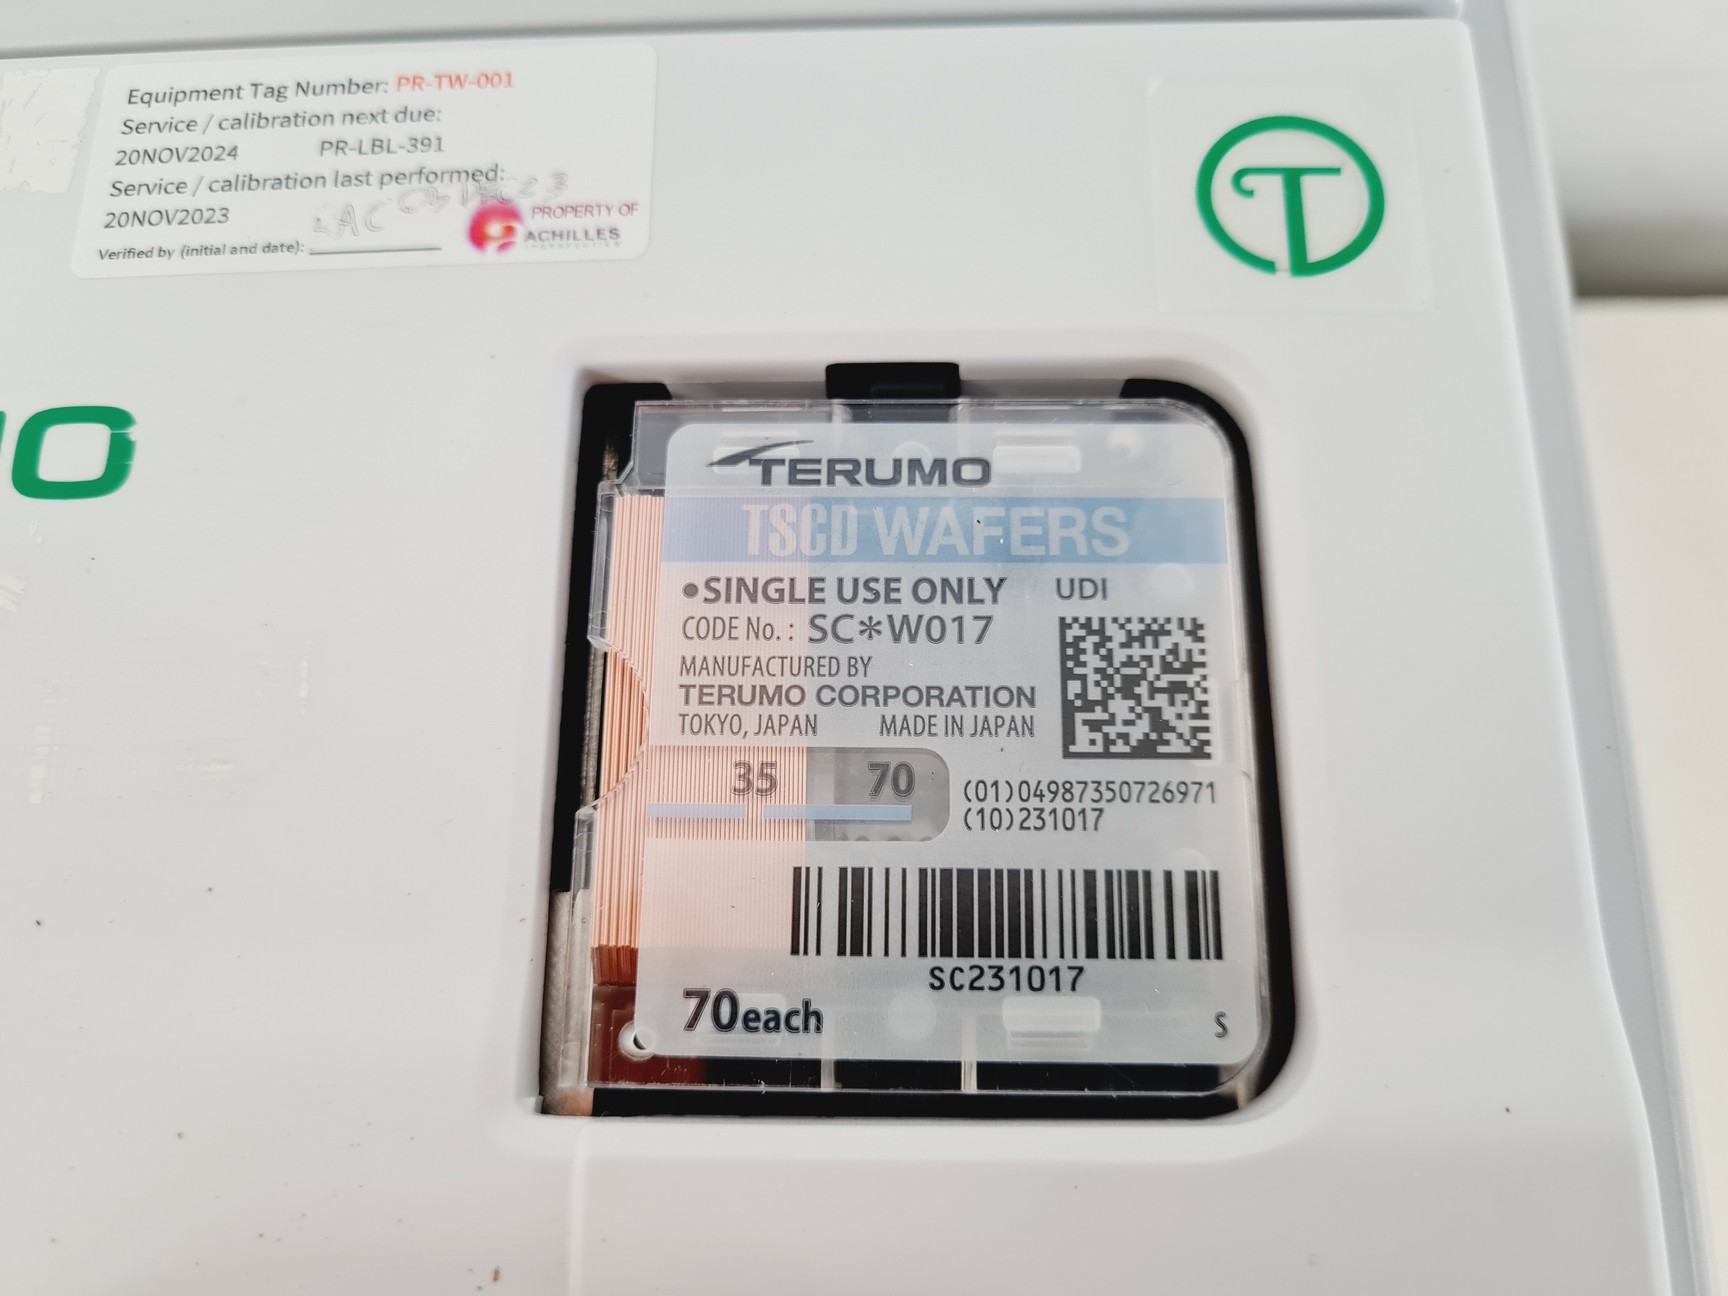 Equipment Tag Number: PR-TW-001
Service / calibration next due:
20NOV2024 PR-LBL-391
Service / calibration last performed:
20NOV2023
Verified by (initial and date):
PROPERTY OF
ACHILLES
THERAPEUTICS
T
TERUMO
TSCD WAFERS
•SINGLE USE ONLY UDI
CODE No.: SC*W017
MANUFACTURED BY
TERUMO CORPORATION
TOKYO, JAPAN MADE IN JAPAN
35 70
(01)04987350726971
(10)231017
SC231017
70each
S